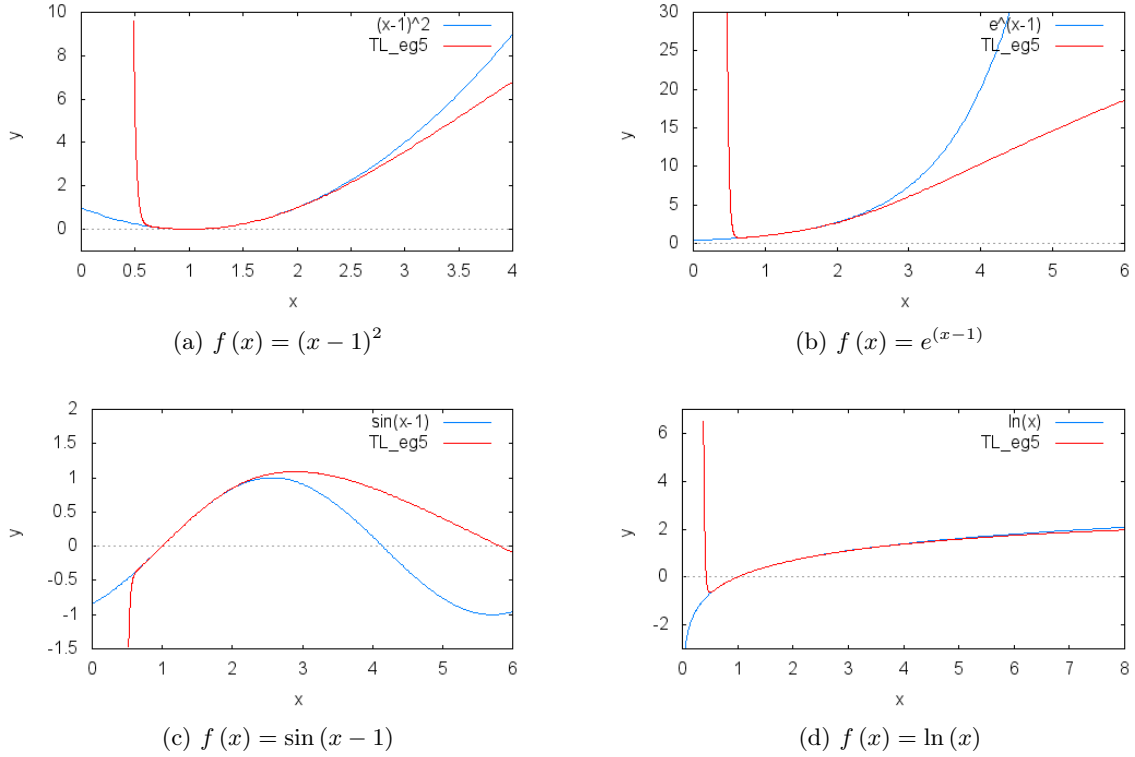 (x-1)^2
TL_eg5
10
8
6
4
2
0
0 0.5 1 1.5 2 2.5 3 3.5 4
y
x
(a) f (x) = (x − 1)²
e^(x-1)
TL_eg5
30
25
20
15
10
5
0
0 1 2 3 4 5 6
y
x
(b) f (x) = e⁽ˣ⁻¹⁾
sin(x-1)
TL_eg5
2
1.5
1
0.5
0
-0.5
-1
-1.5
0 1 2 3 4 5 6
y
x
(c) f (x) = sin (x − 1)
ln(x)
TL_eg5
6
4
2
0
-2
0 1 2 3 4 5 6 7 8
y
x
(d) f (x) = ln (x)